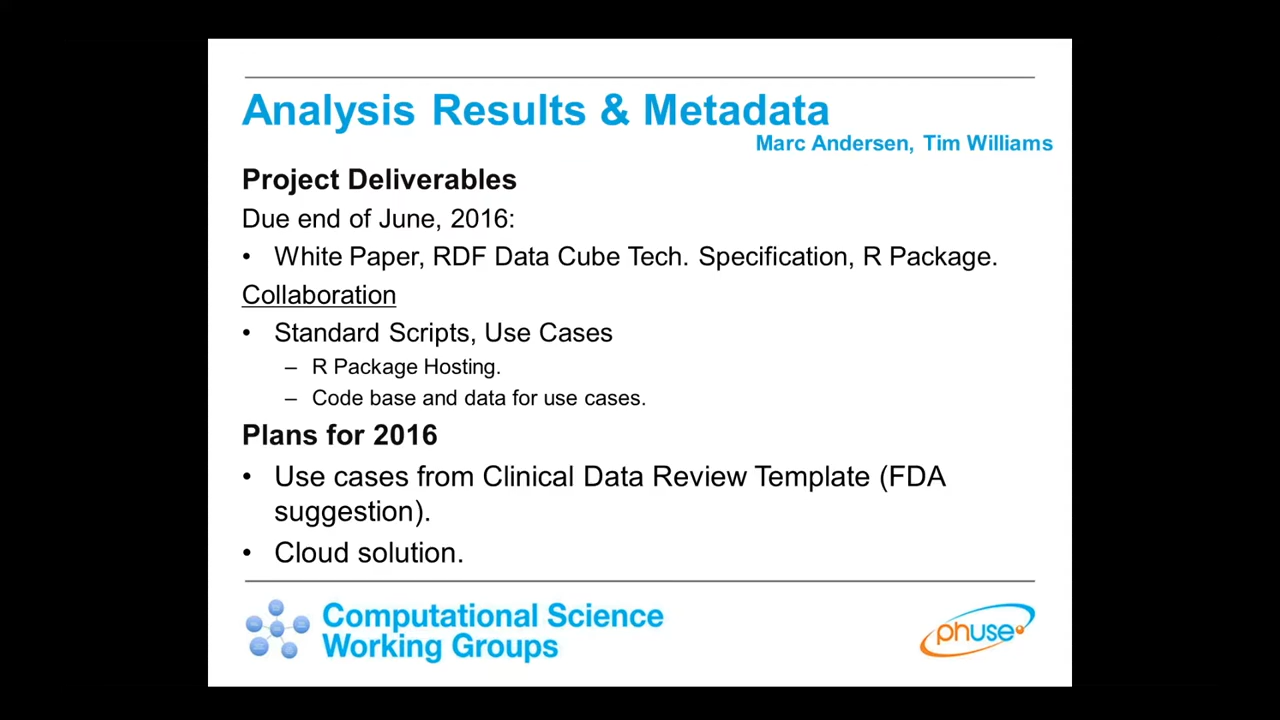 Analysis Results & Metadata
Marc Andersen, Tim Williams
Project Deliverables
Due end of June, 2016:
• White Paper, RDF Data Cube Tech. Specification, R Package.
Collaboration
• Standard Scripts, Use Cases
– R Package Hosting.
– Code base and data for use cases.
Plans for 2016
• Use cases from Clinical Data Review Template (FDA
suggestion).
• Cloud solution.
Computational Science
Working Groups
phuse